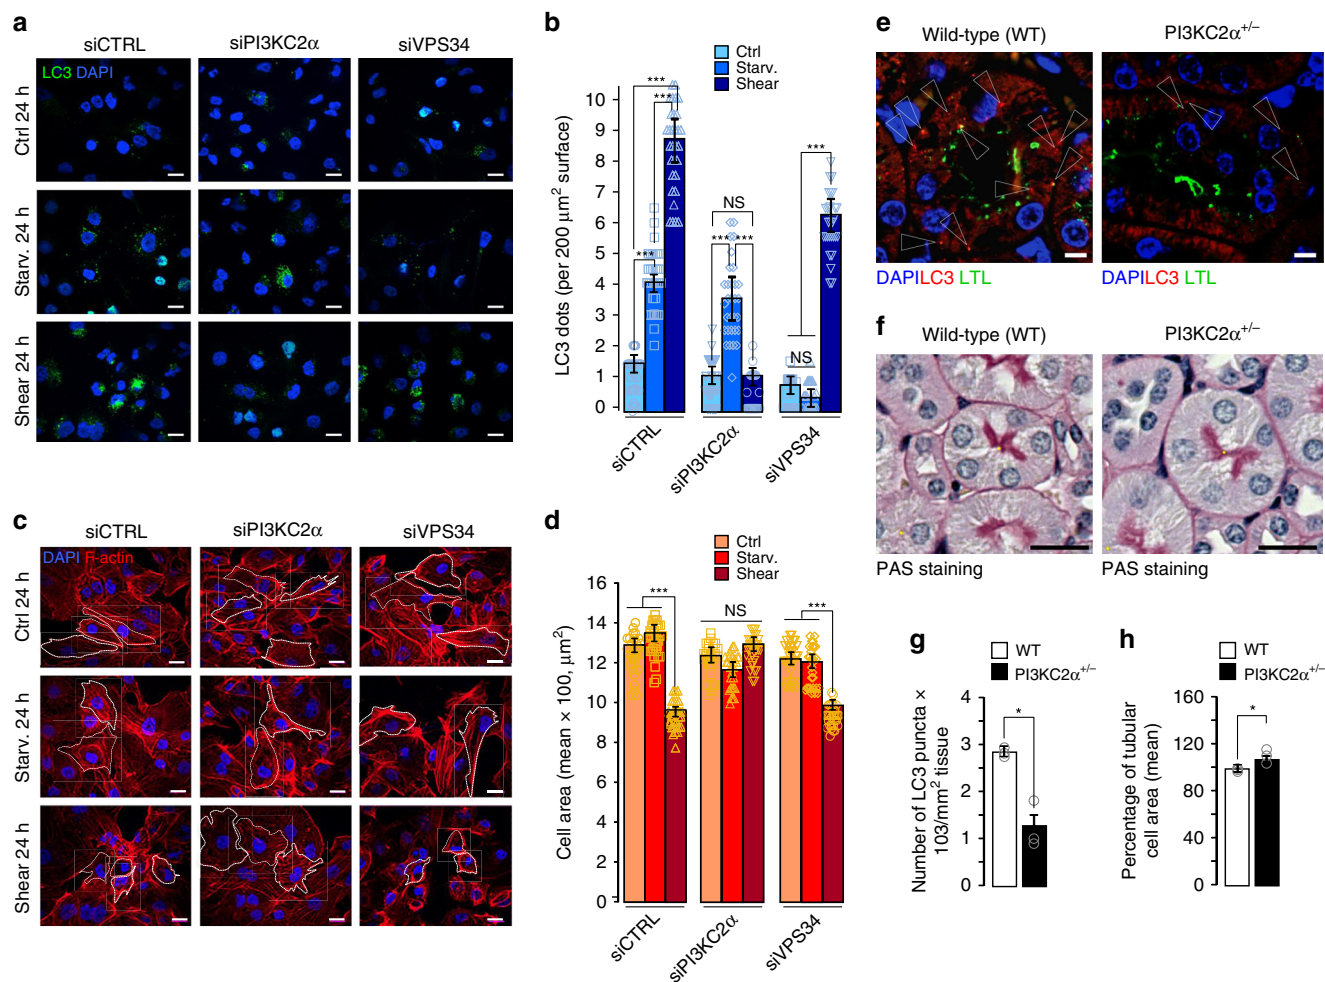 a
siCTRL siPI3KC2α siVPS34
LC3 DAPI
Ctrl 24 h
Starv. 24 h
Shear 24 h
b
Ctrl
Starv.
Shear
LC3 dots (per 200 μm² surface)
10
9
8
7
6
5
4
3
2
1
0
***
***
***
NS
*** ***
***
NS
siCTRL
siPI3KC2α
siVPS34
c
siCTRL siPI3KC2α siVPS34
DAPI F-actin
Ctrl 24 h
Starv. 24 h
Shear 24 h
d
Ctrl
Starv.
Shear
Cell area (mean × 100, μm²)
16
14
12
10
8
6
4
2
0
***
NS
***
siCTRL
siPI3KC2α
siVPS34
e
Wild-type (WT) PI3KC2α+/–
DAPI LC3 LTL DAPI LC3 LTL
f
Wild-type (WT) PI3KC2α+/–
PAS staining PAS staining
g
WT
PI3KC2α+/–
Number of LC3 puncta ×
103/mm² tissue
4
3
2
1
0
*
h
WT
PI3KC2α+/–
Percentage of tubular
cell area (mean)
160
120
80
40
0
*